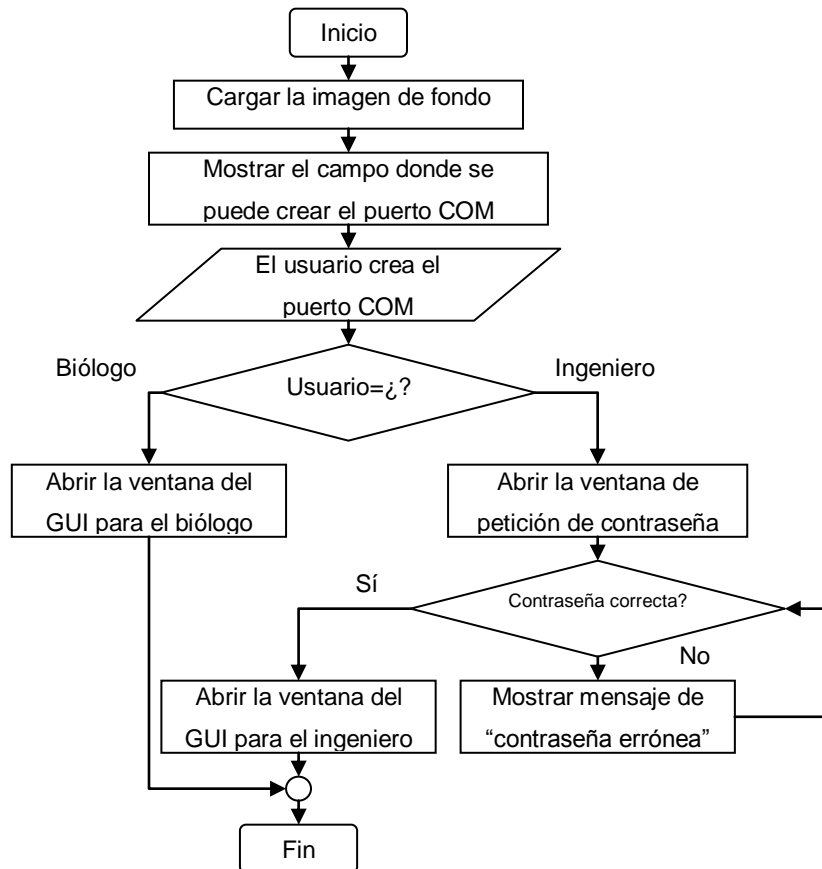 Inicio
Cargar la imagen de fondo
Mostrar el campo donde se
puede crear el puerto COM
El usuario crea el
puerto COM
Biólogo
Usuario=¿?
Ingeniero
Abrir la ventana del
GUI para el biólogo
Abrir la ventana de
petición de contraseña
Sí
Contraseña correcta?
No
Abrir la ventana del
GUI para el ingeniero
Mostrar mensaje de
“contraseña errónea”
Fin